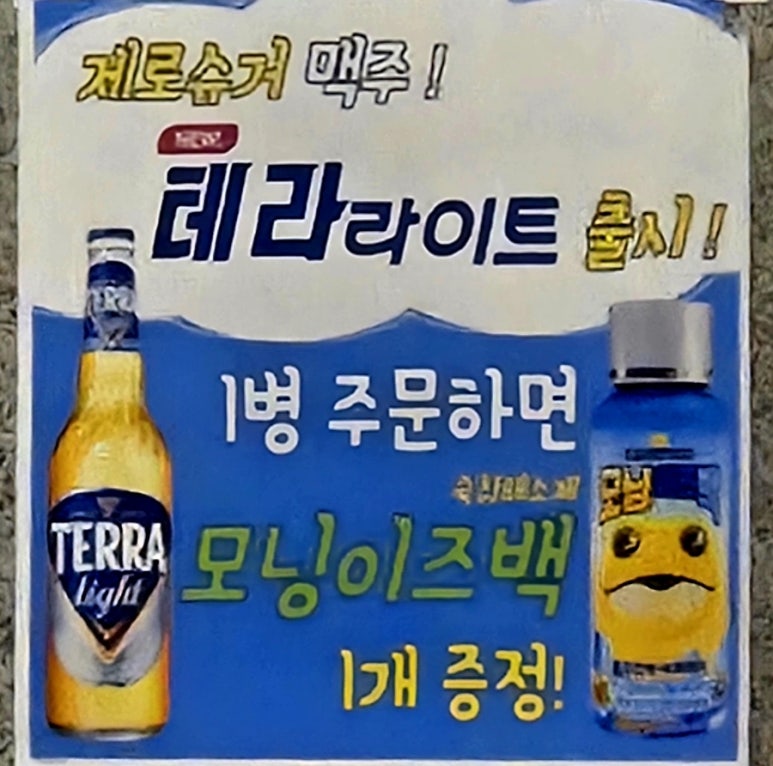 제로슈거 맥주!
NEW
테라라이트 출시!
1병 주문하면
모닝이즈백
1개 증정!
TERRA
light